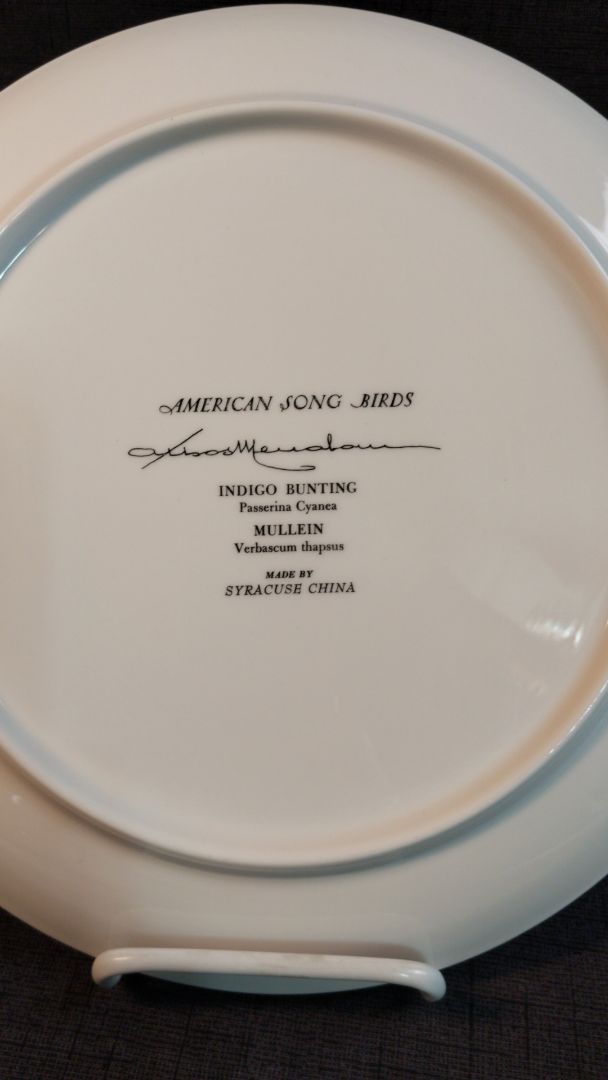 AMERICAN SONG BIRDS
INDIGO BUNTING
Passerina Cyanea
MULLEIN
Verbascum thapsus
MADE BY
SYRACUSE CHINA